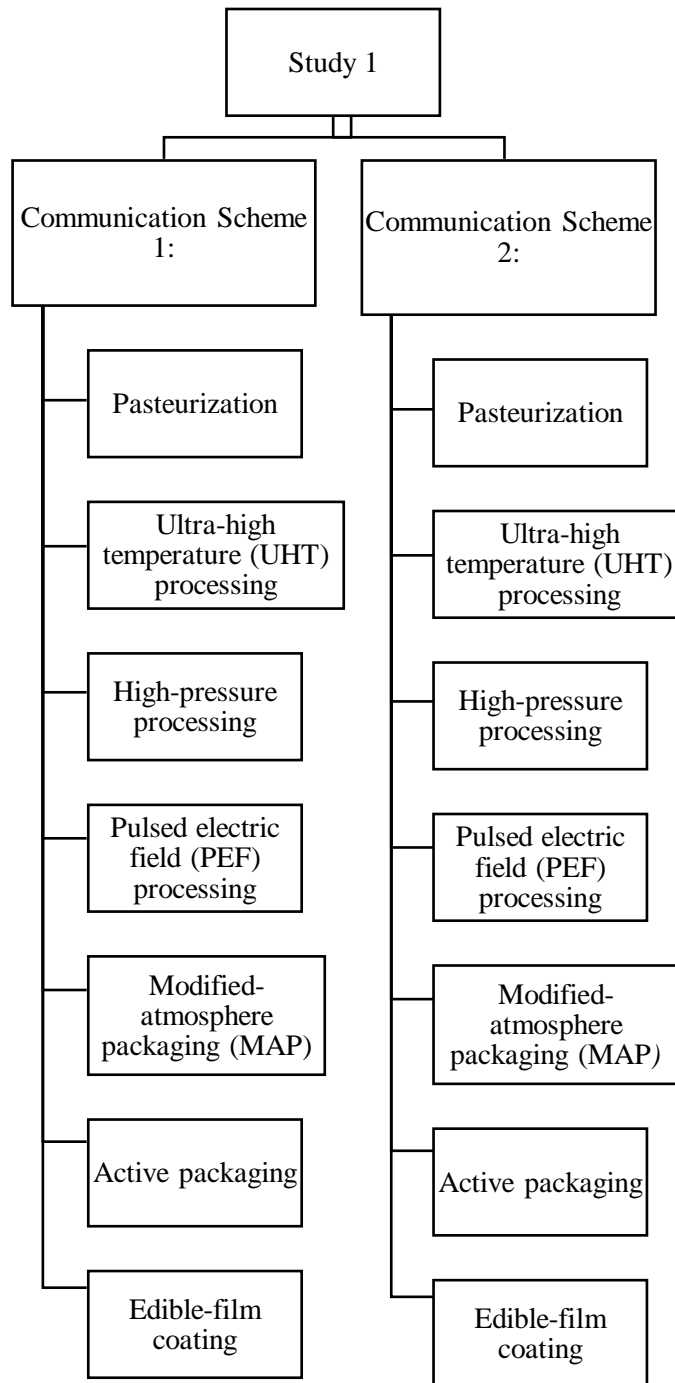 Study 1
Communication Scheme
1:
Pasteurization
Ultra-high
temperature (UHT)
processing
High-pressure
processing
Pulsed electric
field (PEF)
processing
Modified-
atmosphere
packaging (MAP)
Active packaging
Edible-film
coating
Communication Scheme
2:
Pasteurization
Ultra-high
temperature (UHT)
processing
High-pressure
processing
Pulsed electric
field (PEF)
processing
Modified-
atmosphere
packaging (MAP)
Active packaging
Edible-film
coating